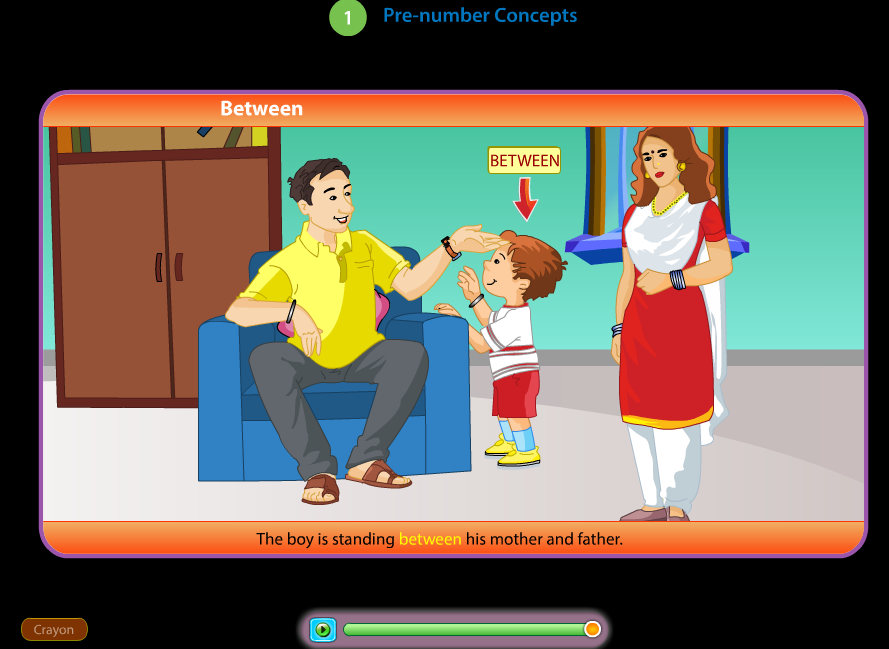 1 Pre-number Concepts
Between
BETWEEN
The boy is standing between his mother and father.
Crayon